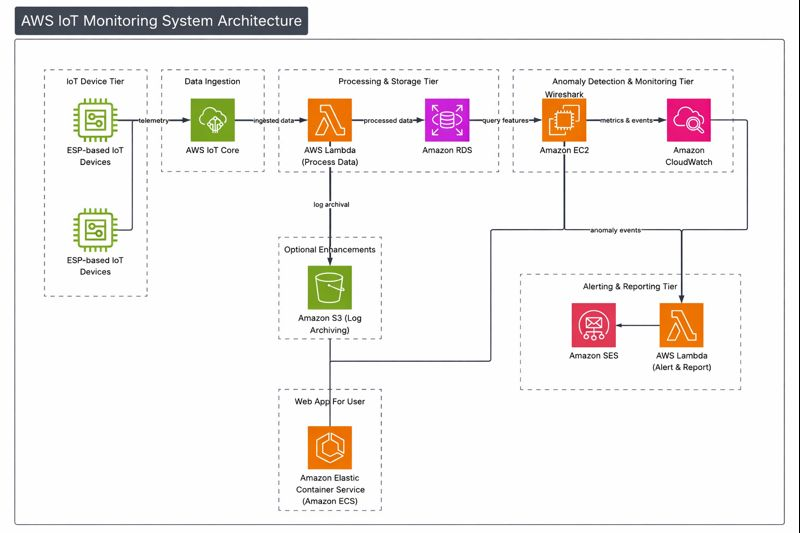 AWS IoT Monitoring System Architecture
IoT Device Tier
ESP-based IoT
Devices
ESP-based IoT
Devices
telemetry
Data Ingestion
AWS IoT Core
ingested data
Processing & Storage Tier
AWS Lambda
(Process Data)
processed data
Amazon RDS
query features
Anomaly Detection & Monitoring Tier
Wireshark
Amazon EC2
metrics & events
Amazon
CloudWatch
log archival
anomaly events
Optional Enhancements
Amazon S3 (Log
Archiving)
Alerting & Reporting Tier
Amazon SES
AWS Lambda
(Alert & Report)
Web App For User
Amazon Elastic
Container Service
(Amazon ECS)